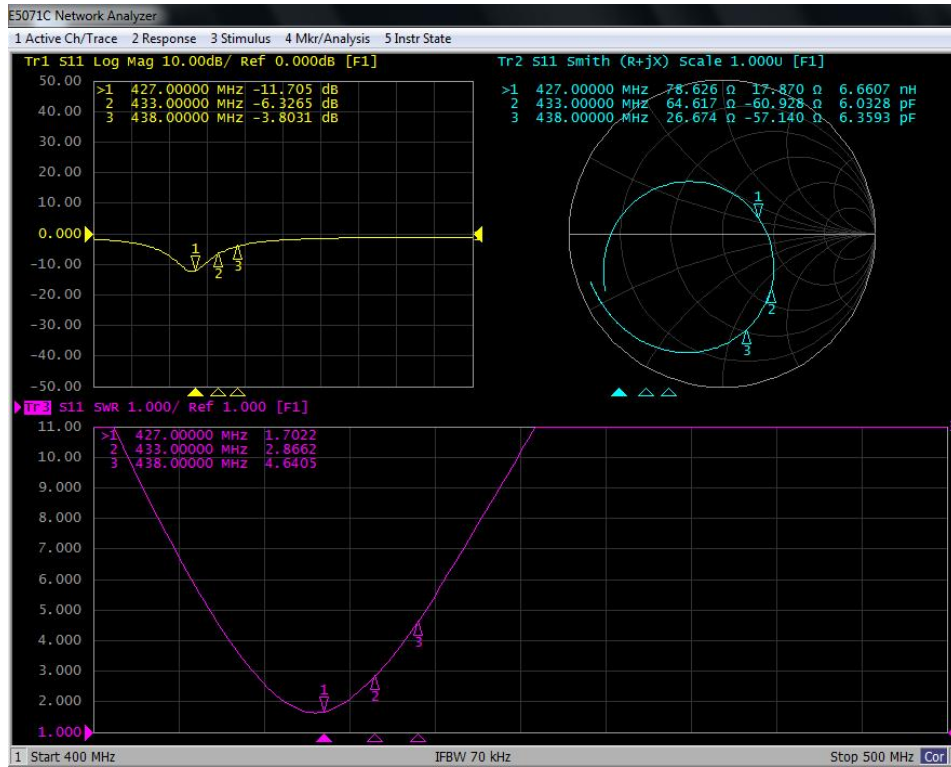 E5071C Network Analyzer
1 Active Ch/Trace 2 Response 3 Stimulus 4 Mkr/Analysis 5 Instr State
Tr1 S11 Log Mag 10.00dB/ Ref 0.000dB [F1]
50.00
>1 427.00000 MHz -11.705 dB
2 433.00000 MHz -6.3265 dB
3 438.00000 MHz -3.8031 dB
40.00
30.00
20.00
10.00
0.000
-10.00
-20.00
-30.00
-40.00
-50.00
1
2
3
Tr2 S11 Smith (R+jX) Scale 1.000U [F1]
>1 427.00000 MHz 78.626 Ω 17.870 Ω 6.6607 nH
2 433.00000 MHz 64.617 Ω -60.928 Ω 6.0328 pF
3 438.00000 MHz 26.674 Ω -57.140 Ω 6.3593 pF
1
2
3
Tr3 S11 SWR 1.000/ Ref 1.000 [F1]
11.00
>1 427.00000 MHz 1.7022
2 433.00000 MHz 2.8662
3 438.00000 MHz 4.6405
10.00
9.000
8.000
7.000
6.000
5.000
4.000
3.000
2.000
1.000
1
2
3
1 Start 400 MHz IFBW 70 kHz Stop 500 MHz Cor